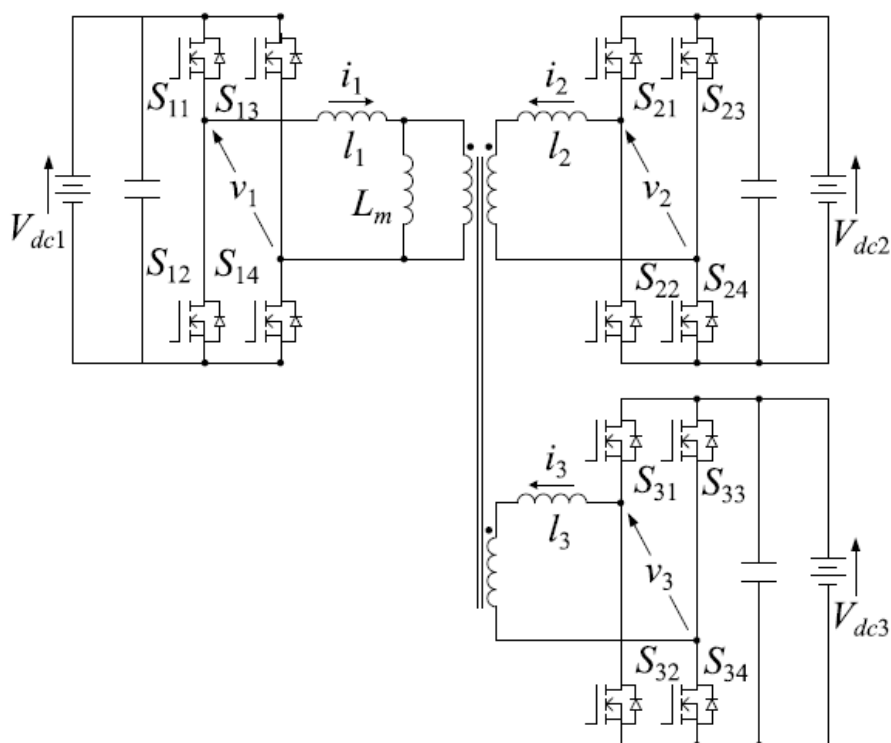 S11 S13
i1
l1
Lm
v1
Vdc1
S12 S14
i2
l2
S21 S23
v2
Vdc2
S22 S24
i3
l3
S31 S33
v3
Vdc3
S32 S34